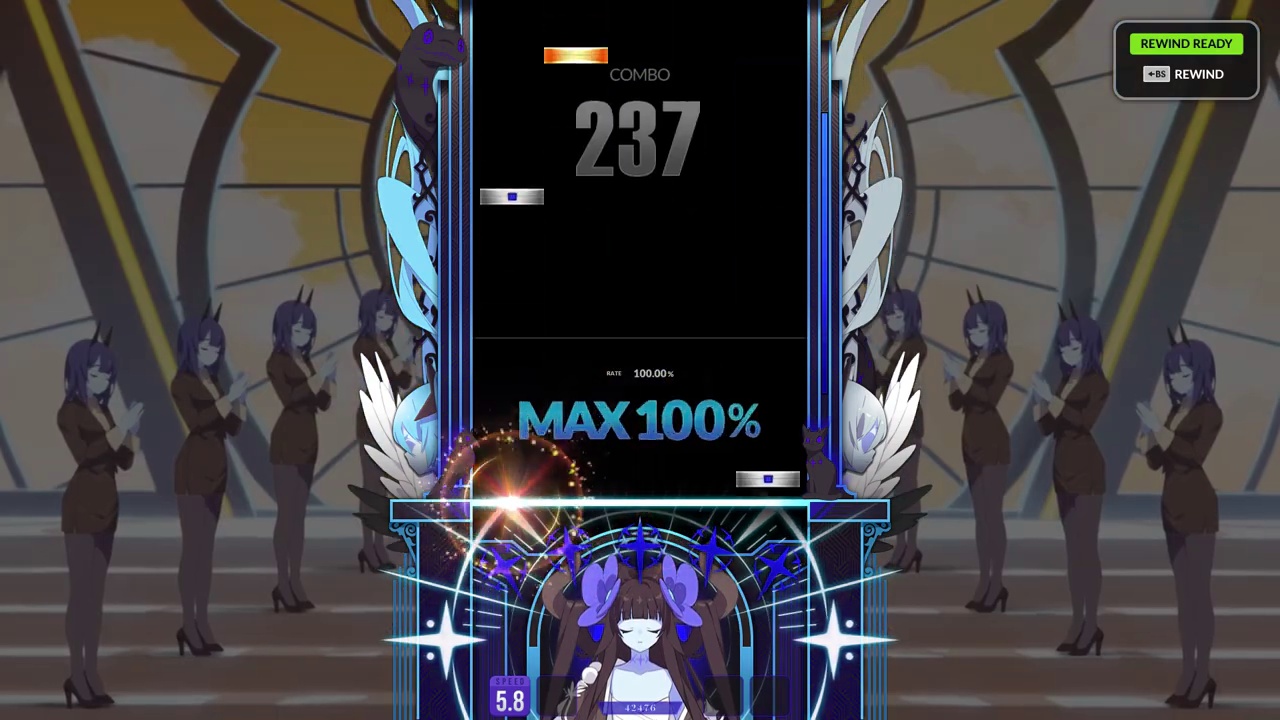 REWIND READY
←BS REWIND
COMBO
237
RATE 100.00%
MAX 100%
SPEED
5.8
42476